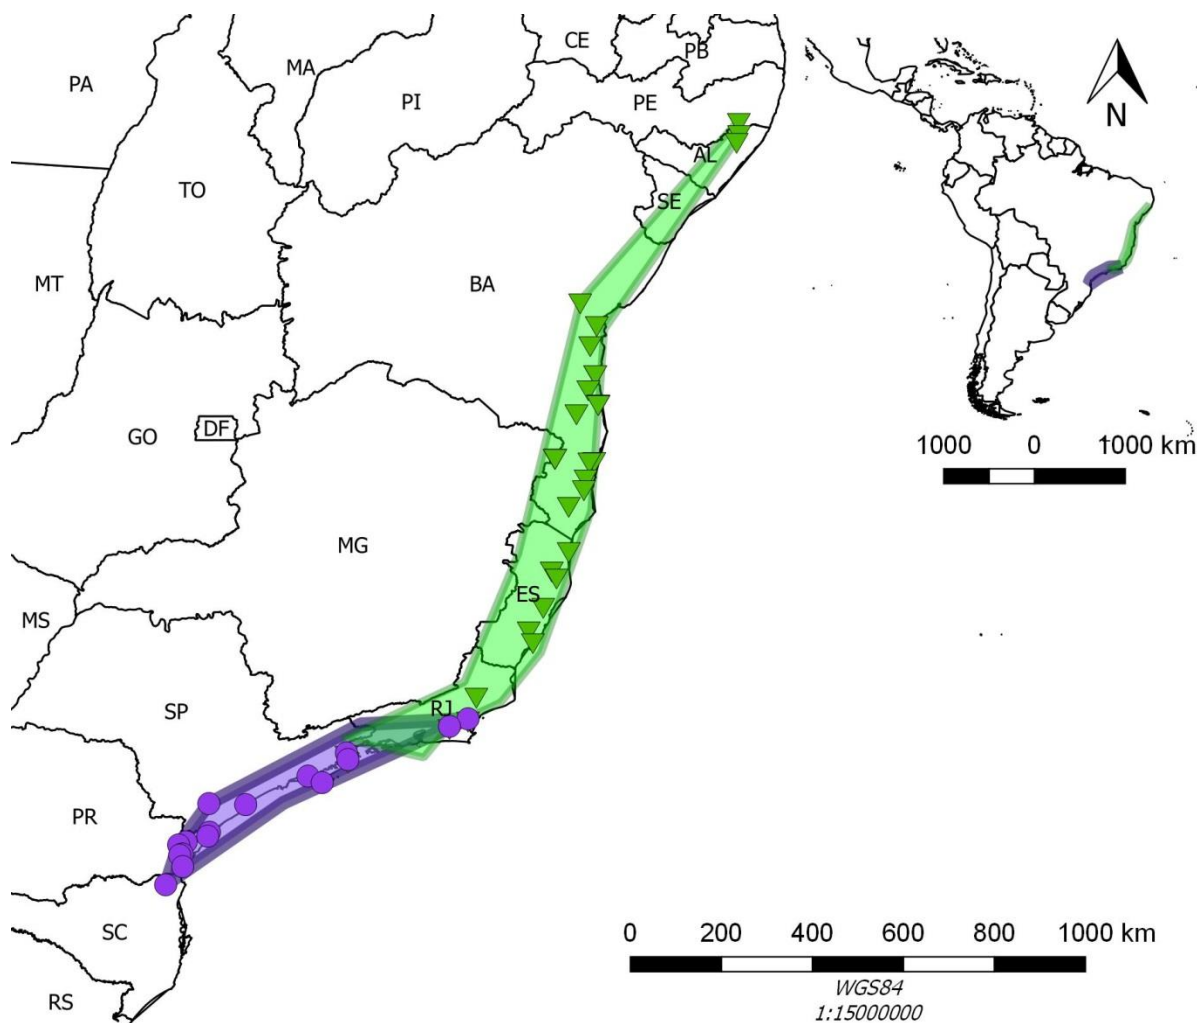 CE
PB
MA
PA
PI
PE
N
AL
TO
SE
MT
BA
DF
GO
1000 0 1000 km
MG
ES
MS
RJ
SP
PR
SC
0 200 400 600 800 1000 km
WGS84
RS
1:15000000